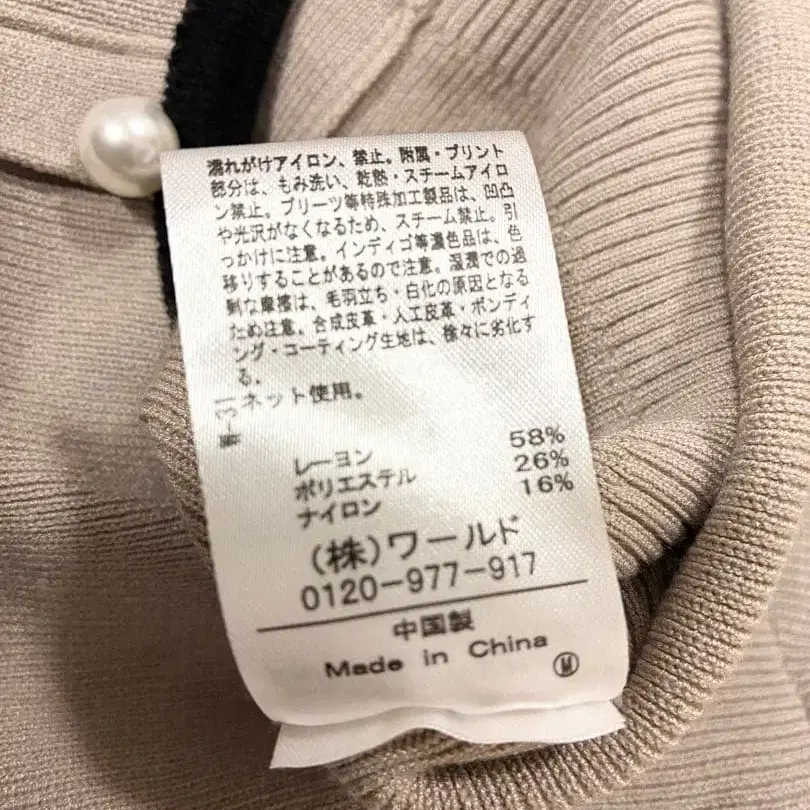 濡れがけアイロン、禁止。附属・プリント
部分は、もみ洗い、乾熱・スチームアイロ
ン禁止。プリーツ等特殊加工製品は、凹凸
や光沢がなくなるため、スチーム禁止。引
っかけに注意。インディゴ等濃色品は、色
移りすることがあるので注意。湿潤での過
剰な摩擦は、毛羽立ち・白化の原因となる
ため注意。合成皮革・人工皮革・ボンディ
ング・コーティング生地は、徐々に劣化す
る。
ネット使用。
-31
レーヨン 58%
ポリエステル 26%
ナイロン 16%
(株)ワールド
0120-977-917
中国製
Made in China